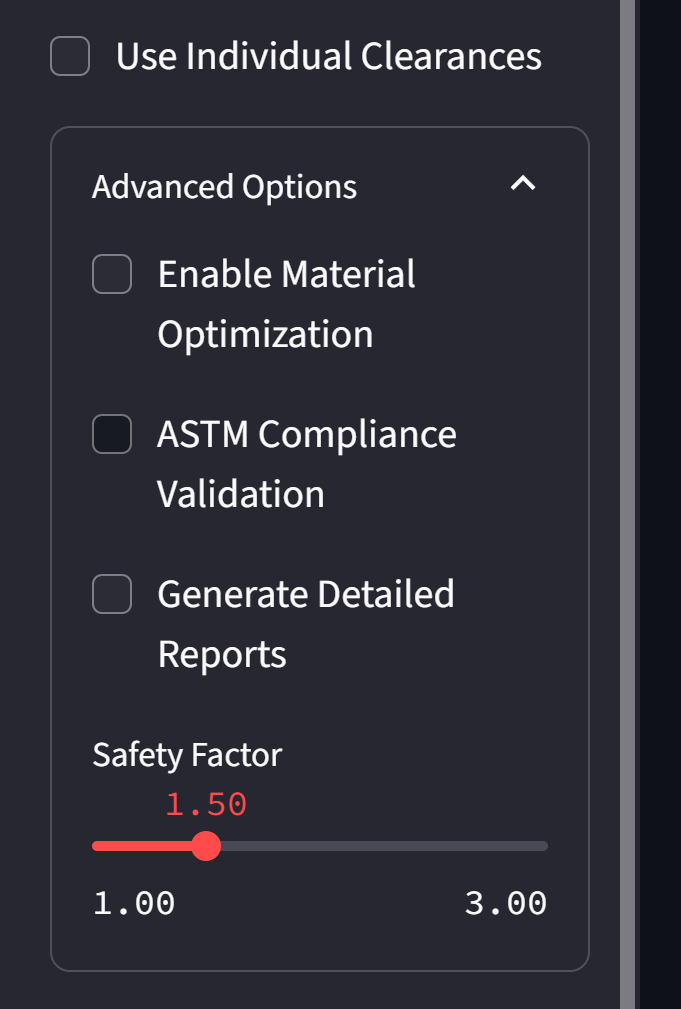 Use Individual Clearances
Advanced Options
Enable Material
Optimization
ASTM Compliance
Validation
Generate Detailed
Reports
Safety Factor
1.50
1.00 3.00